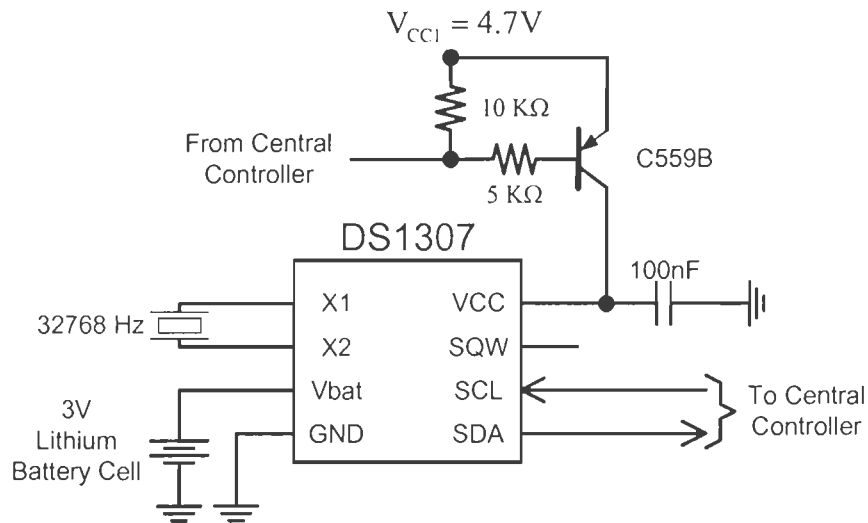 V_CC1 = 4.7V
10 KΩ
From Central
Controller
5 KΩ
C559B
DS1307
100nF
32768 Hz
X1
VCC
X2
SQW
Vbat
SCL
GND
SDA
3V
Lithium
Battery Cell
To Central
Controller